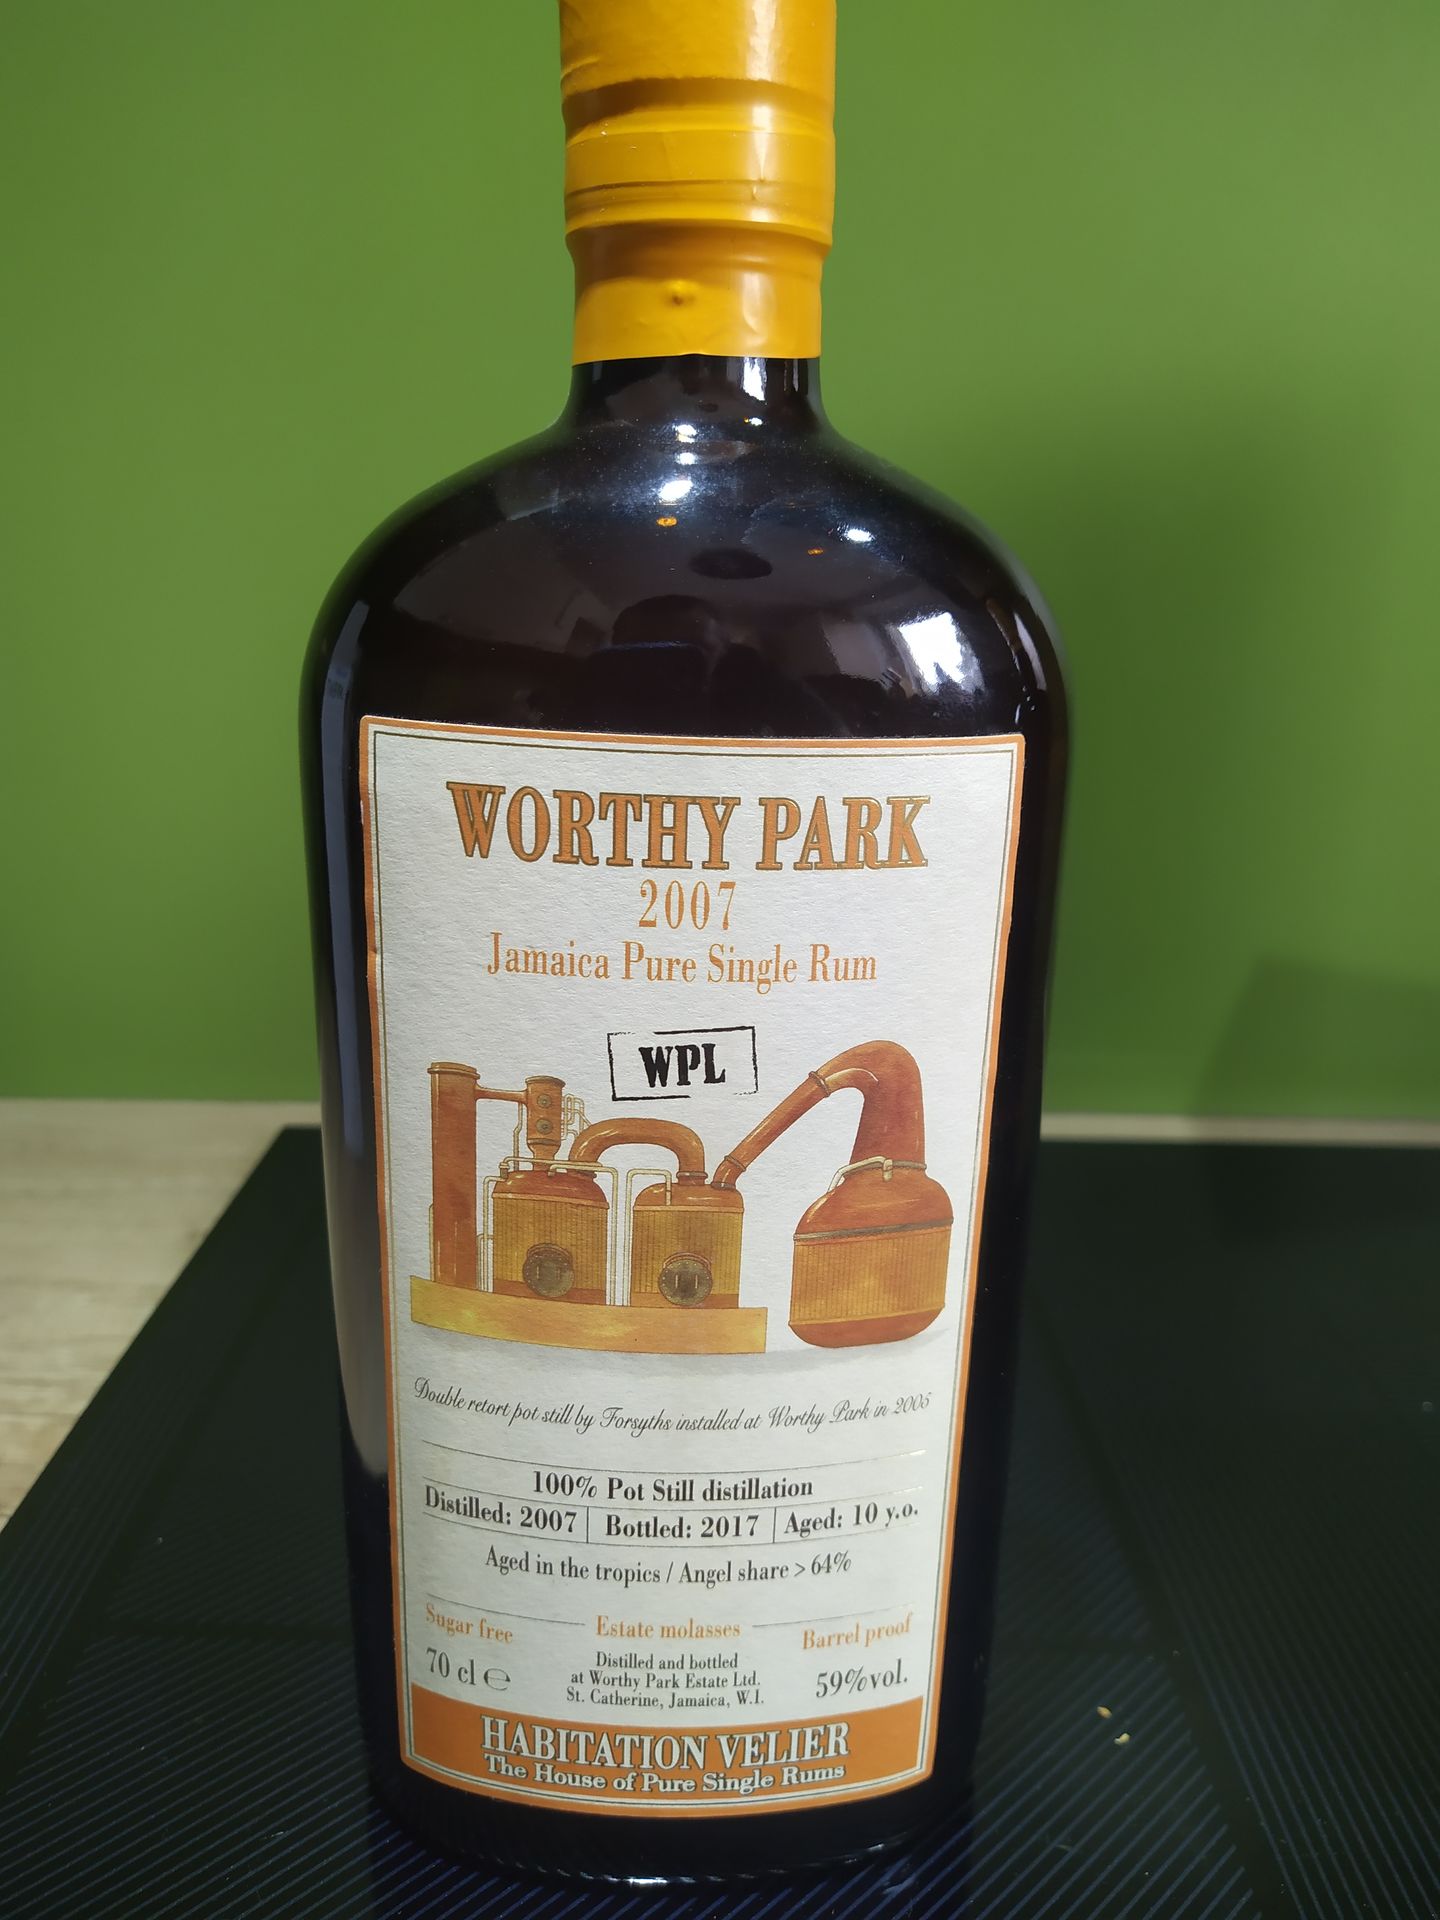 WORTHY PARK
2007
Jamaica Pure Single Rum
WPL
Double retort pot still by Forsyths installed at Worthy Park in 2005
100% Pot Still distillation
Distilled: 2007 Bottled: 2017 Aged: 10 y.o.
Aged in the tropics / Angel share > 64%
Sugar free Estate molasses Barrel proof
70 cl ℮
Distilled and bottled
at Worthy Park Estate Ltd.
St. Catherine, Jamaica, W.I.
59%vol.
HABITATION VELIER
The House of Pure Single Rums